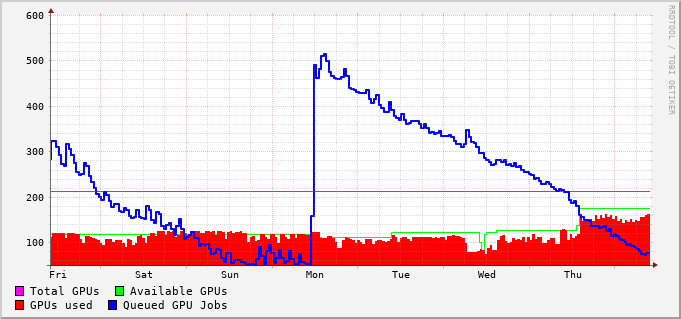 600
500
400
300
200
100
Fri Sat Sun Mon Tue Wed Thu
Total GPUs Available GPUs
GPUs used Queued GPU Jobs
RRDTOOL / TOBI OETIKER